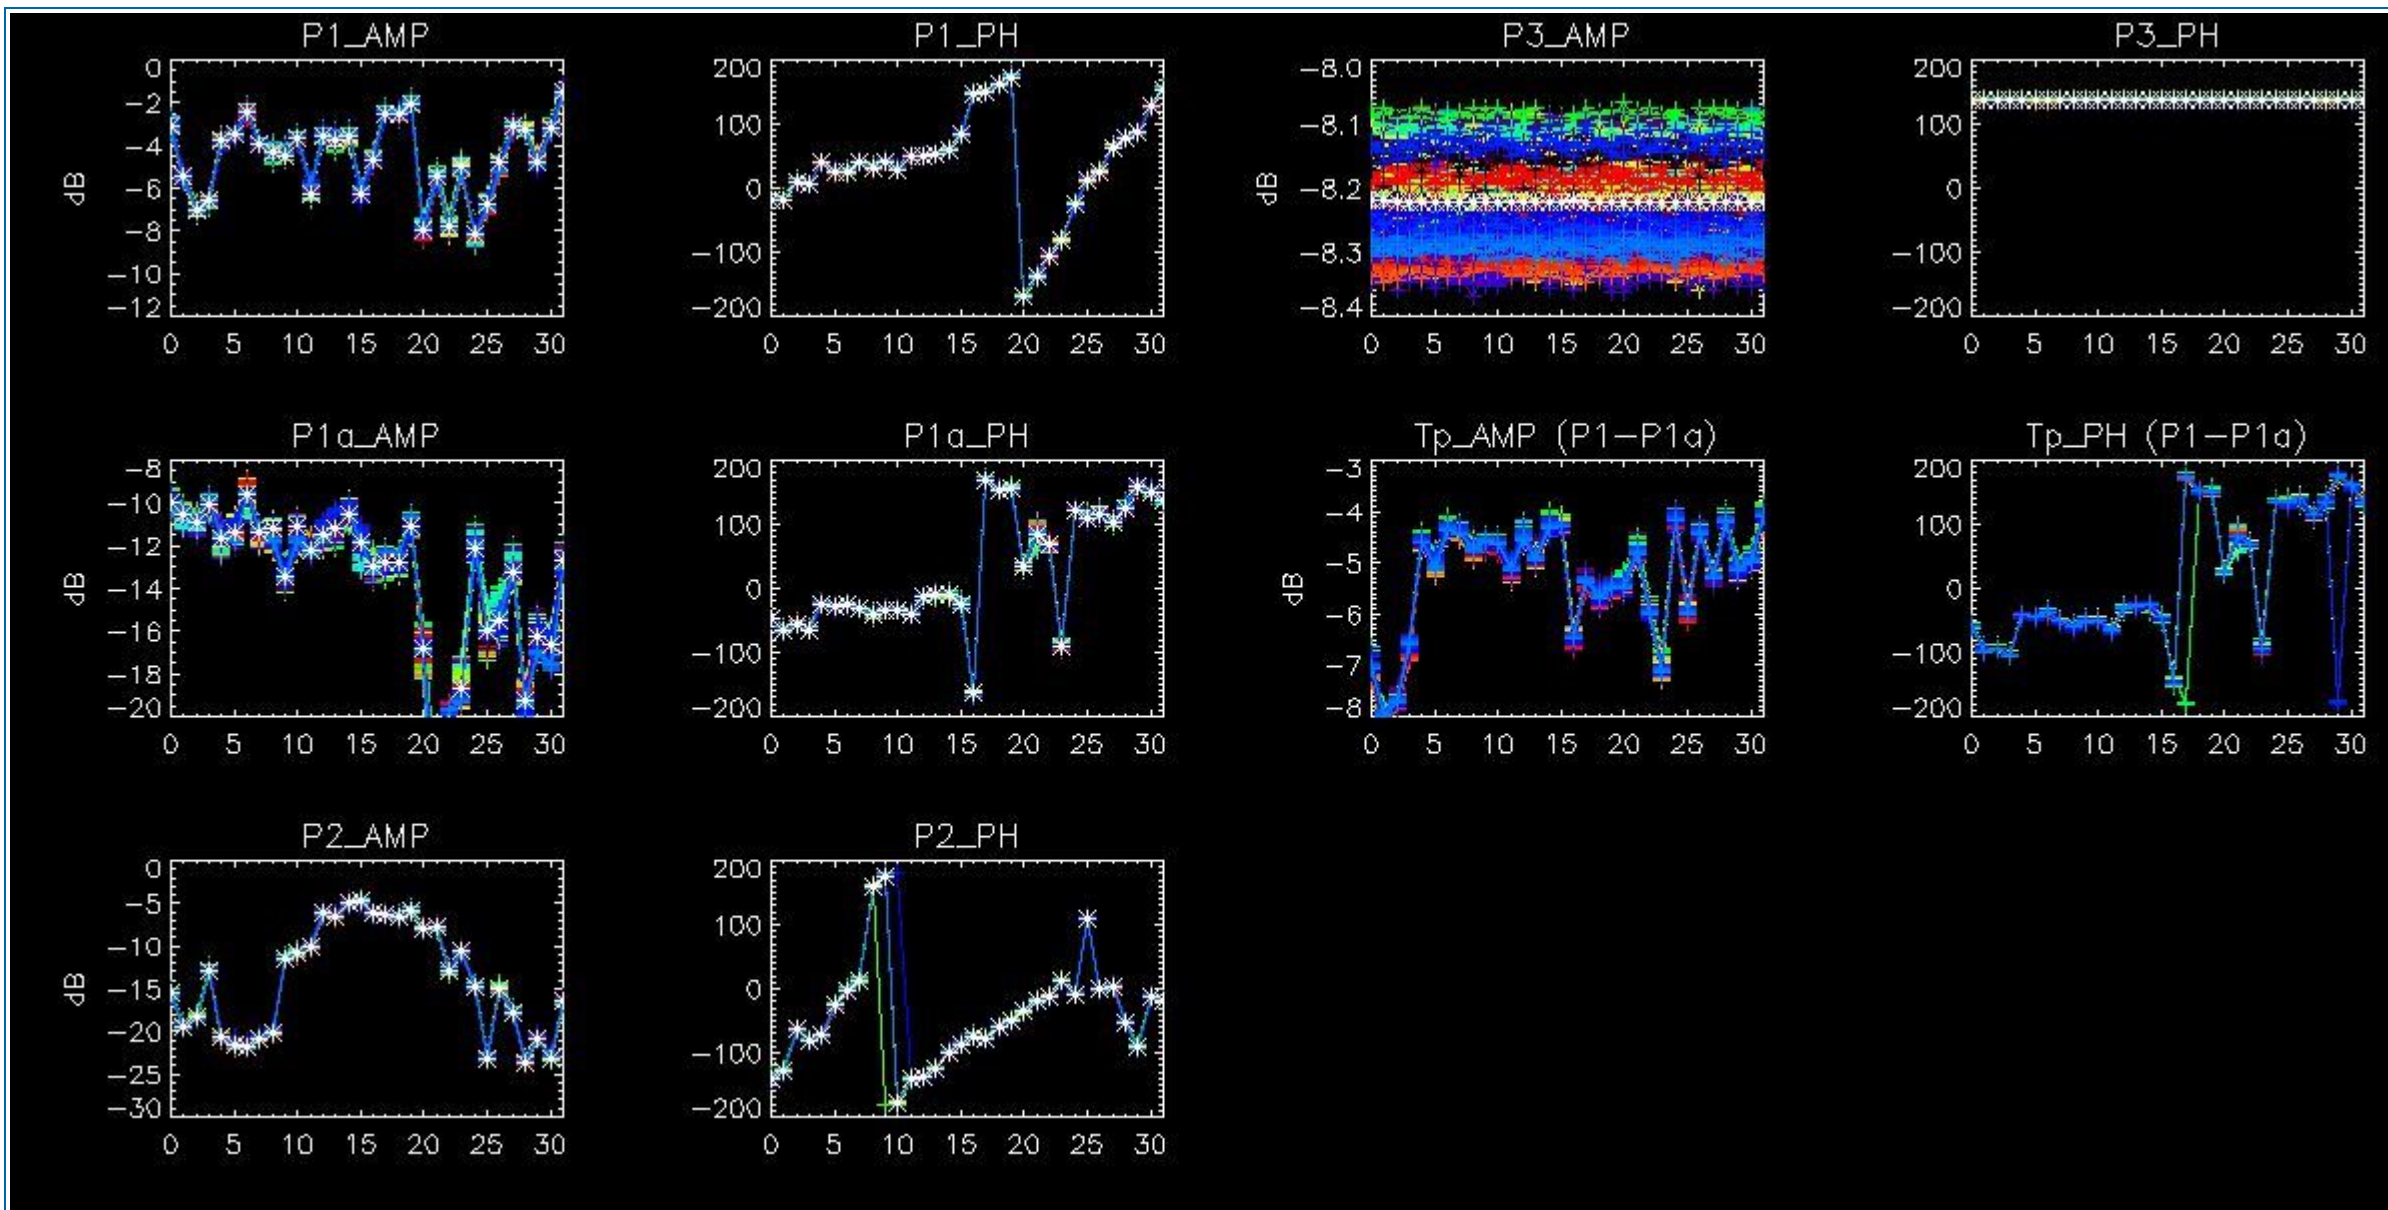 P1_AMP P1_PH P3_AMP P3_PH
0 200 -8.0 200
-2 100 -8.1 100
-4 0 -8.2 0
-6 -100 -8.3 -100
-8 -200 -8.4 -200
-10
-12
dB dB
0 5 10 15 20 25 30 0 5 10 15 20 25 30 0 5 10 15 20 25 30 0 5 10 15 20 25 30
P1a_AMP P1a_PH Tp_AMP (P1-P1a) Tp_PH (P1-P1a)
-8 200 -3 200
-10 100 -4 100
-12 0 -5 0
-14 -100 -6 -100
-16 -200 -7 -200
-18 -8
-20
dB dB
0 5 10 15 20 25 30 0 5 10 15 20 25 30 0 5 10 15 20 25 30 0 5 10 15 20 25 30
P2_AMP P2_PH
0 200
-5 100
-10 0
-15 -100
-20 -200
-25
-30
dB
0 5 10 15 20 25 30 0 5 10 15 20 25 30